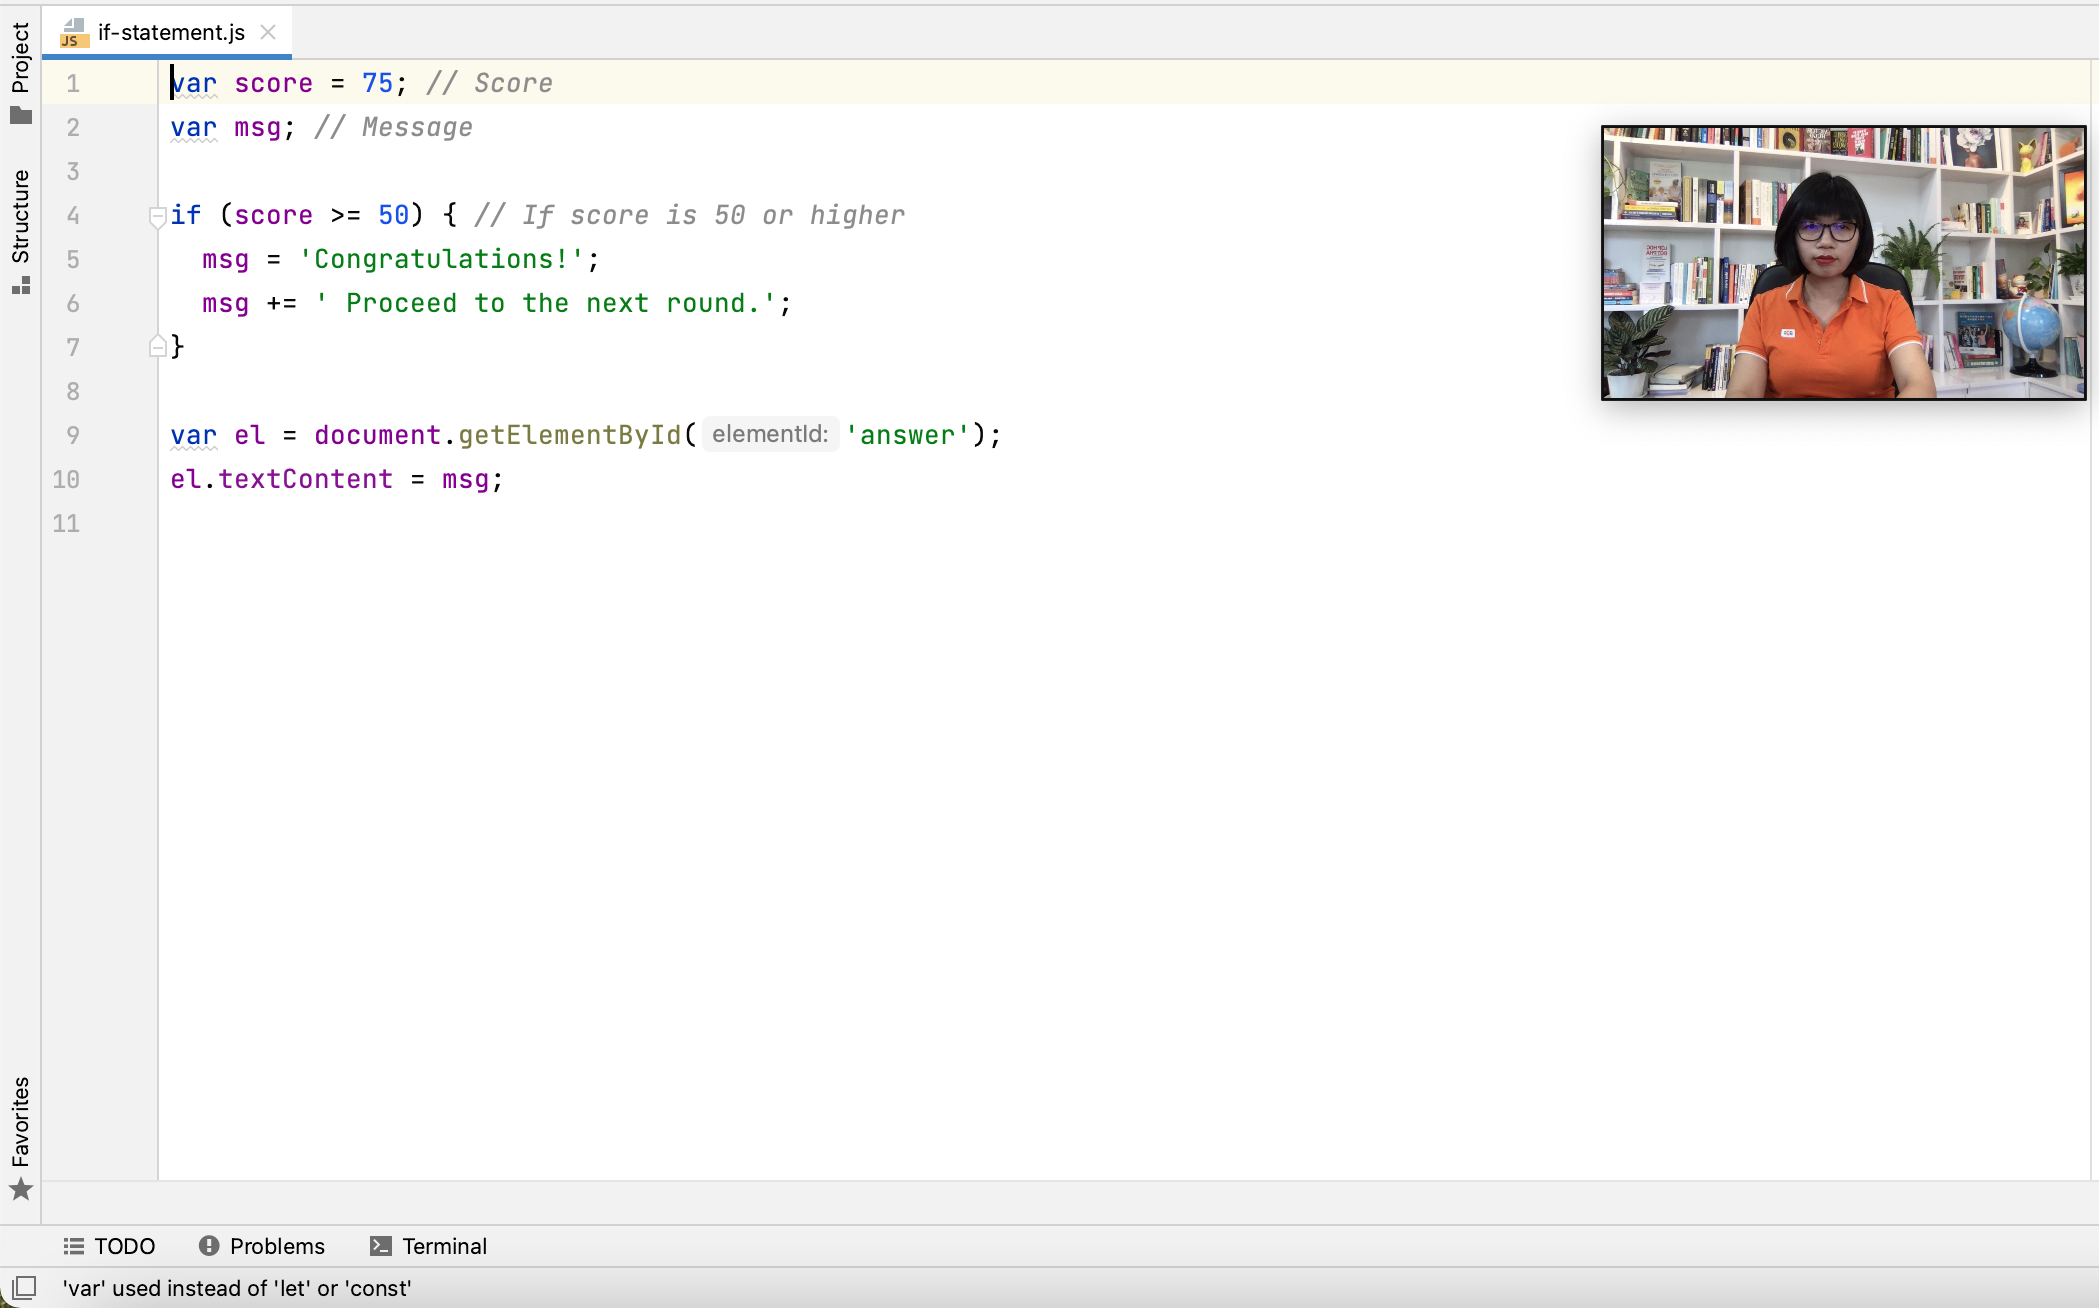 Project
Structure
Favorites
JS if-statement.js
1 var score = 75; // Score
2 var msg; // Message
3
4 if (score >= 50) { // If score is 50 or higher
5 msg = 'Congratulations!';
6 msg += ' Proceed to the next round.';
7 }
8
9 var el = document.getElementById( elementId: 'answer');
10 el.textContent = msg;
11
TODO Problems Terminal
'var' used instead of 'let' or 'const'